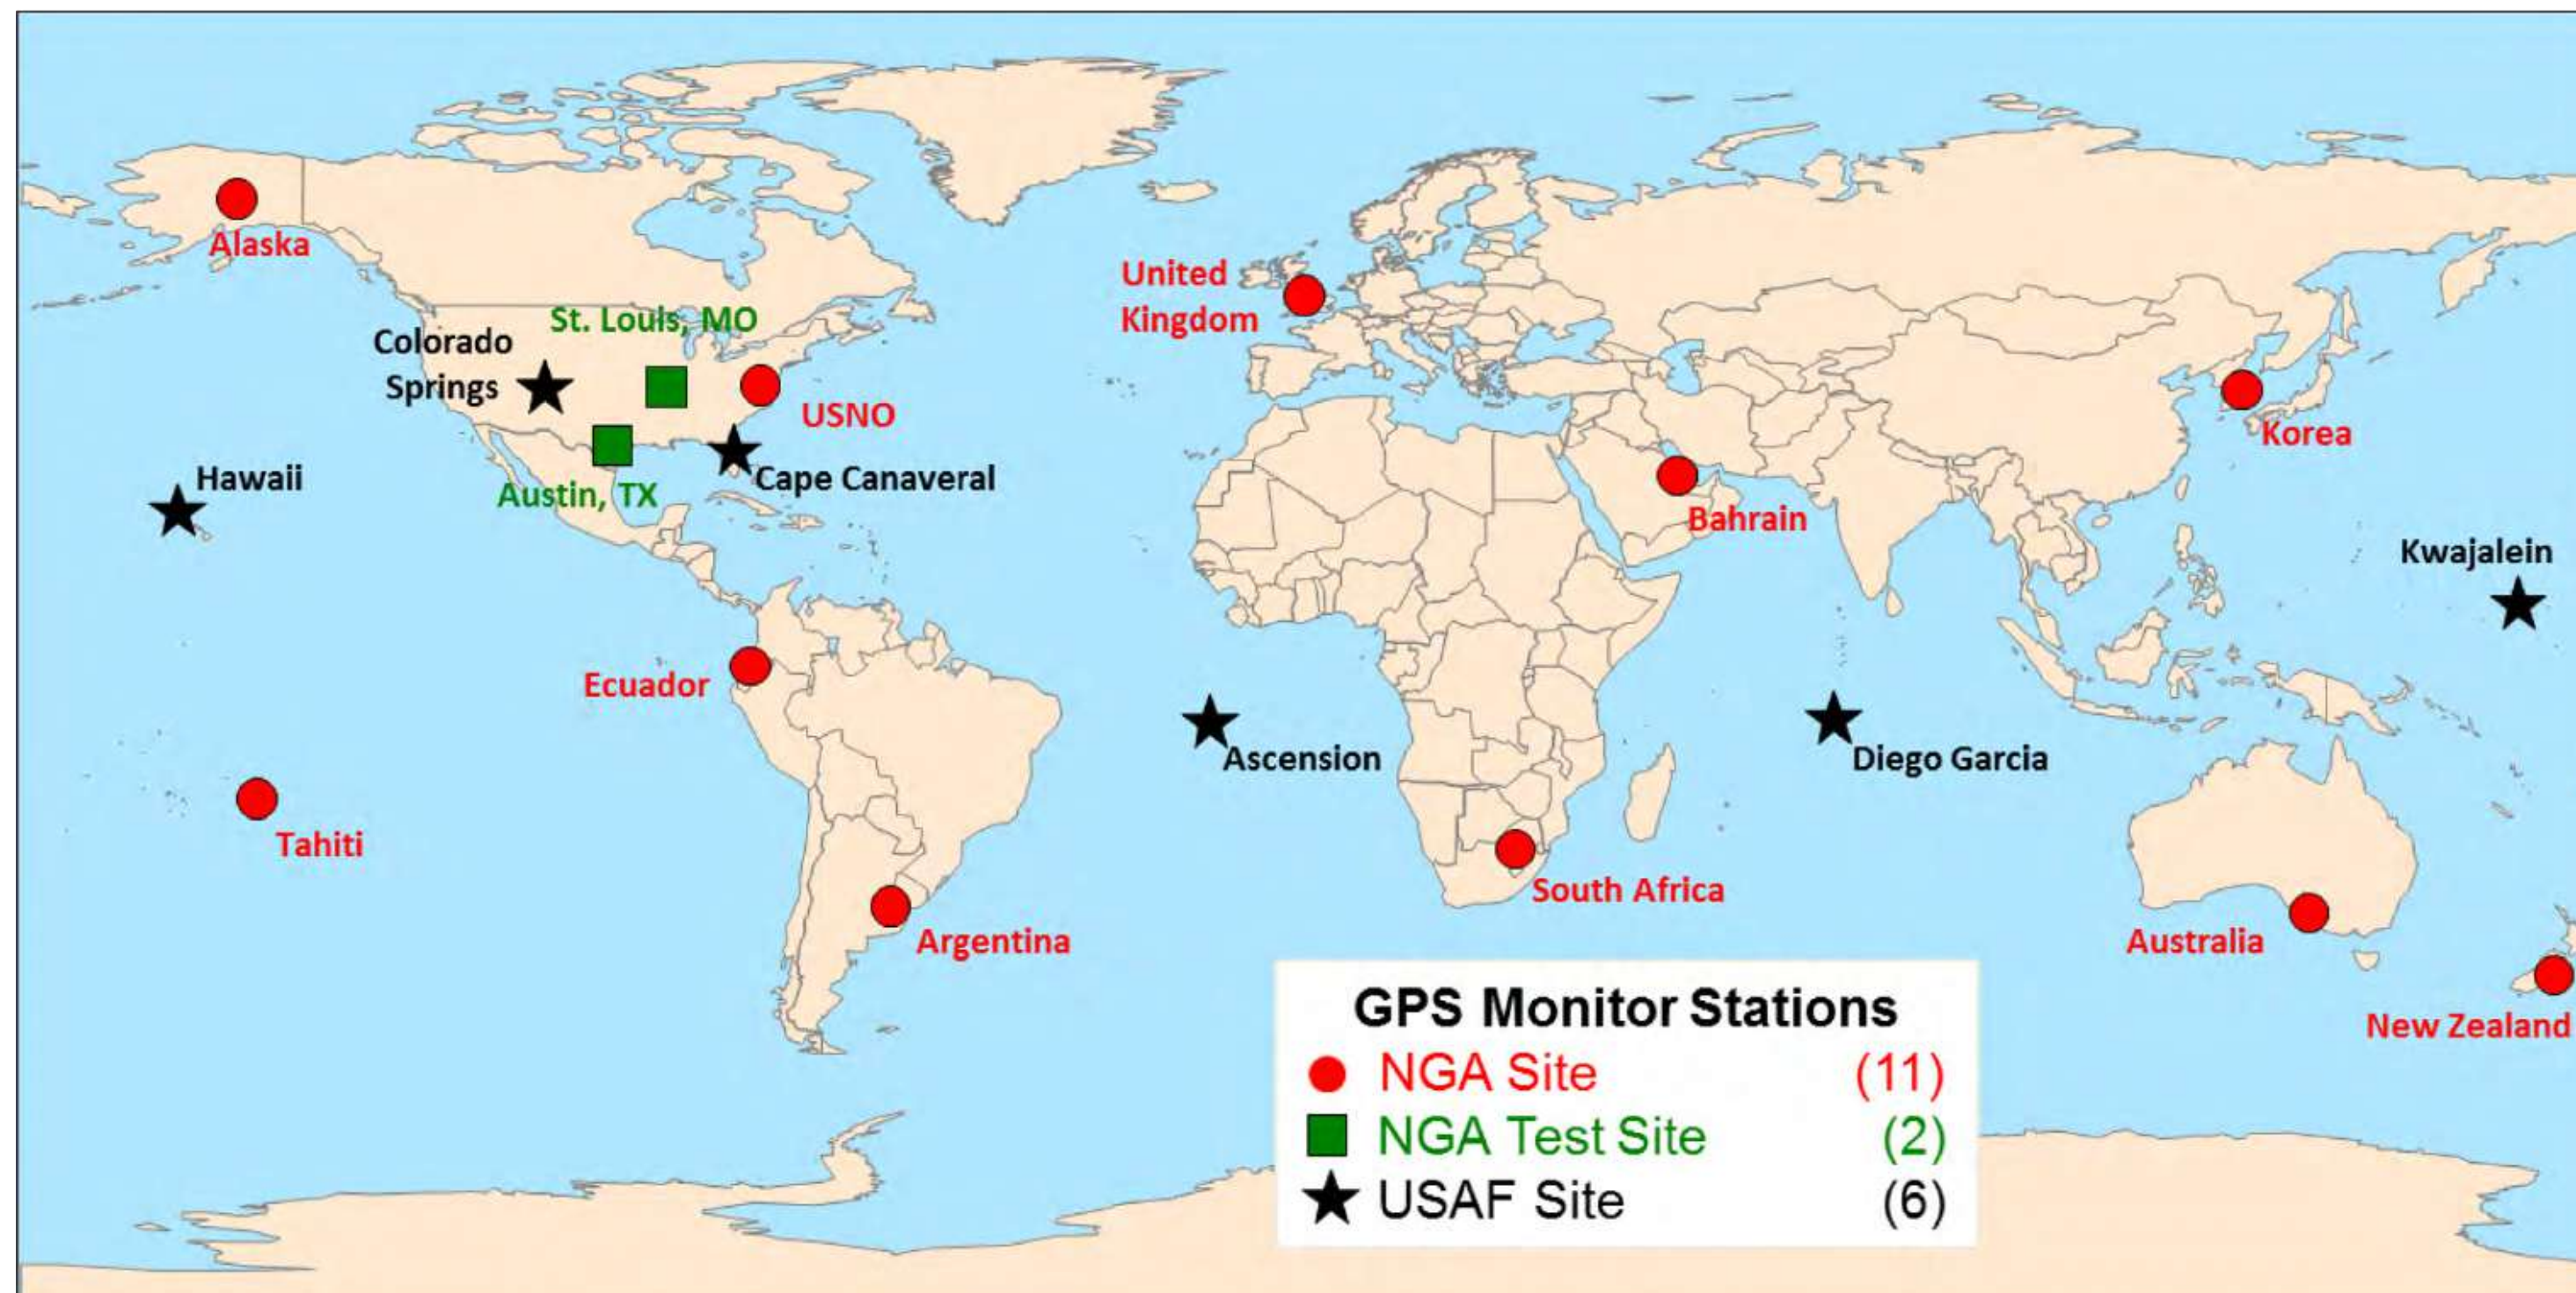 Alaska
United
Kingdom
St. Louis, MO
Colorado
Springs
USNO
Korea
Hawaii
Cape Canaveral
Austin, TX
Bahrain
Kwajalein
Ecuador
Ascension
Diego Garcia
Tahiti
South Africa
Argentina
Australia
New Zealand
GPS Monitor Stations
NGA Site (11)
NGA Test Site (2)
USAF Site (6)